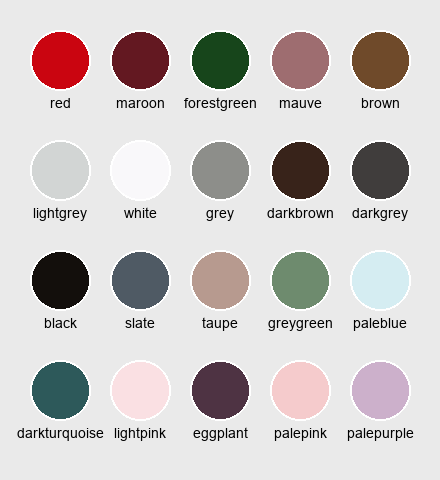 red maroon forestgreen mauve brown
lightgrey white grey darkbrown darkgrey
black slate taupe greygreen paleblue
darkturquoise lightpink eggplant palepink palepurple